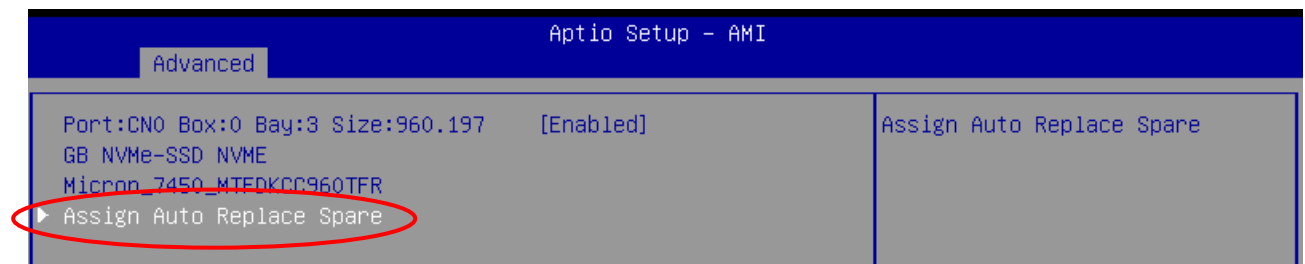 Aptio Setup – AMI
Advanced
Port:CN0 Box:0 Bay:3 Size:960.197 [Enabled]
GB NVMe-SSD NVME
Micron_7450_MTFDKCC960TFR
Assign Auto Replace Spare
Assign Auto Replace Spare